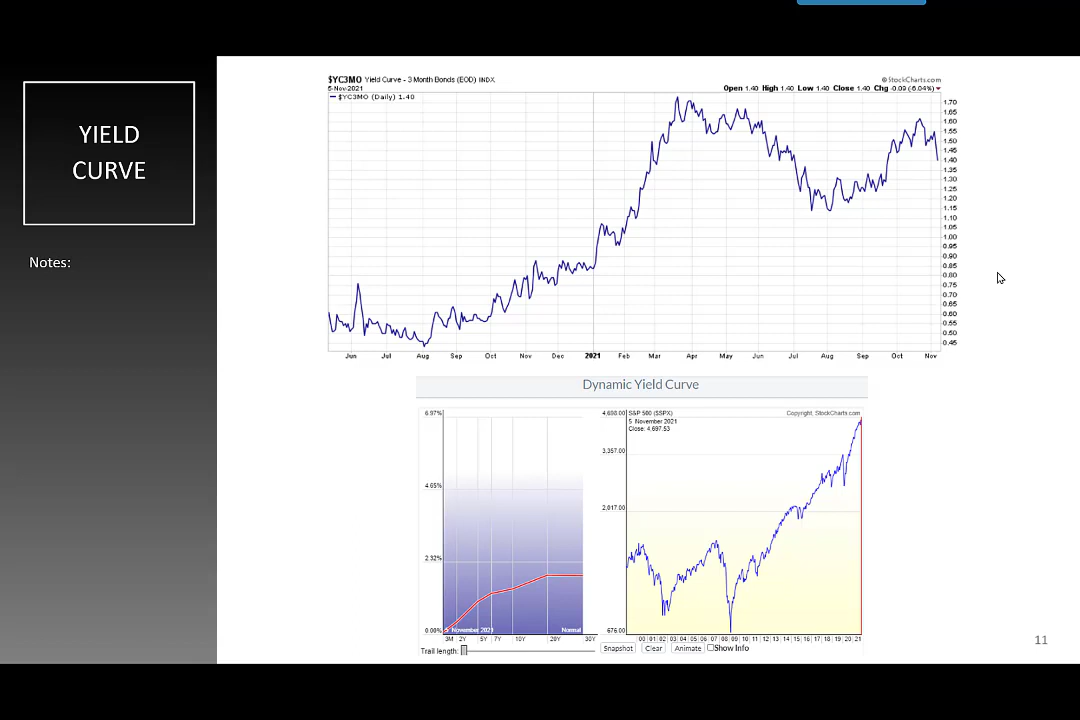 YIELD
CURVE
Notes:
$YC3MO Yield Curve - 3 Month Bonds (EOD) INDX
© StockCharts.com
5-Nov-2021
Open 1.40 High 1.40 Low 1.40 Close 1.40 Chg -0.09 (-6.04%)
$YC3MO (Daily) 1.40
1.70
1.65
1.60
1.55
1.50
1.45
1.40
1.35
1.30
1.25
1.20
1.15
1.10
1.05
1.00
0.95
0.90
0.85
0.80
0.75
0.70
0.65
0.60
0.55
0.50
0.45
Jun Jul Aug Sep Oct Nov Dec 2021 Feb Mar Apr May Jun Jul Aug Sep Oct Nov
Dynamic Yield Curve
6.97%
4.65%
2.32%
0.00%
5 November 2021
Normal
3M 2Y 5Y 7Y 10Y 20Y 30Y
Trail length:
4,698.00
3,357.00
2,017.00
676.00
S&P 500 ($SPX)
Copyright, StockCharts.com
5 November 2021
Close: 4,697.53
00 01 02 03 04 05 06 07 08 09 10 11 12 13 14 15 16 17 18 19 20 21
Snapshot Clear Animate Show Info
11